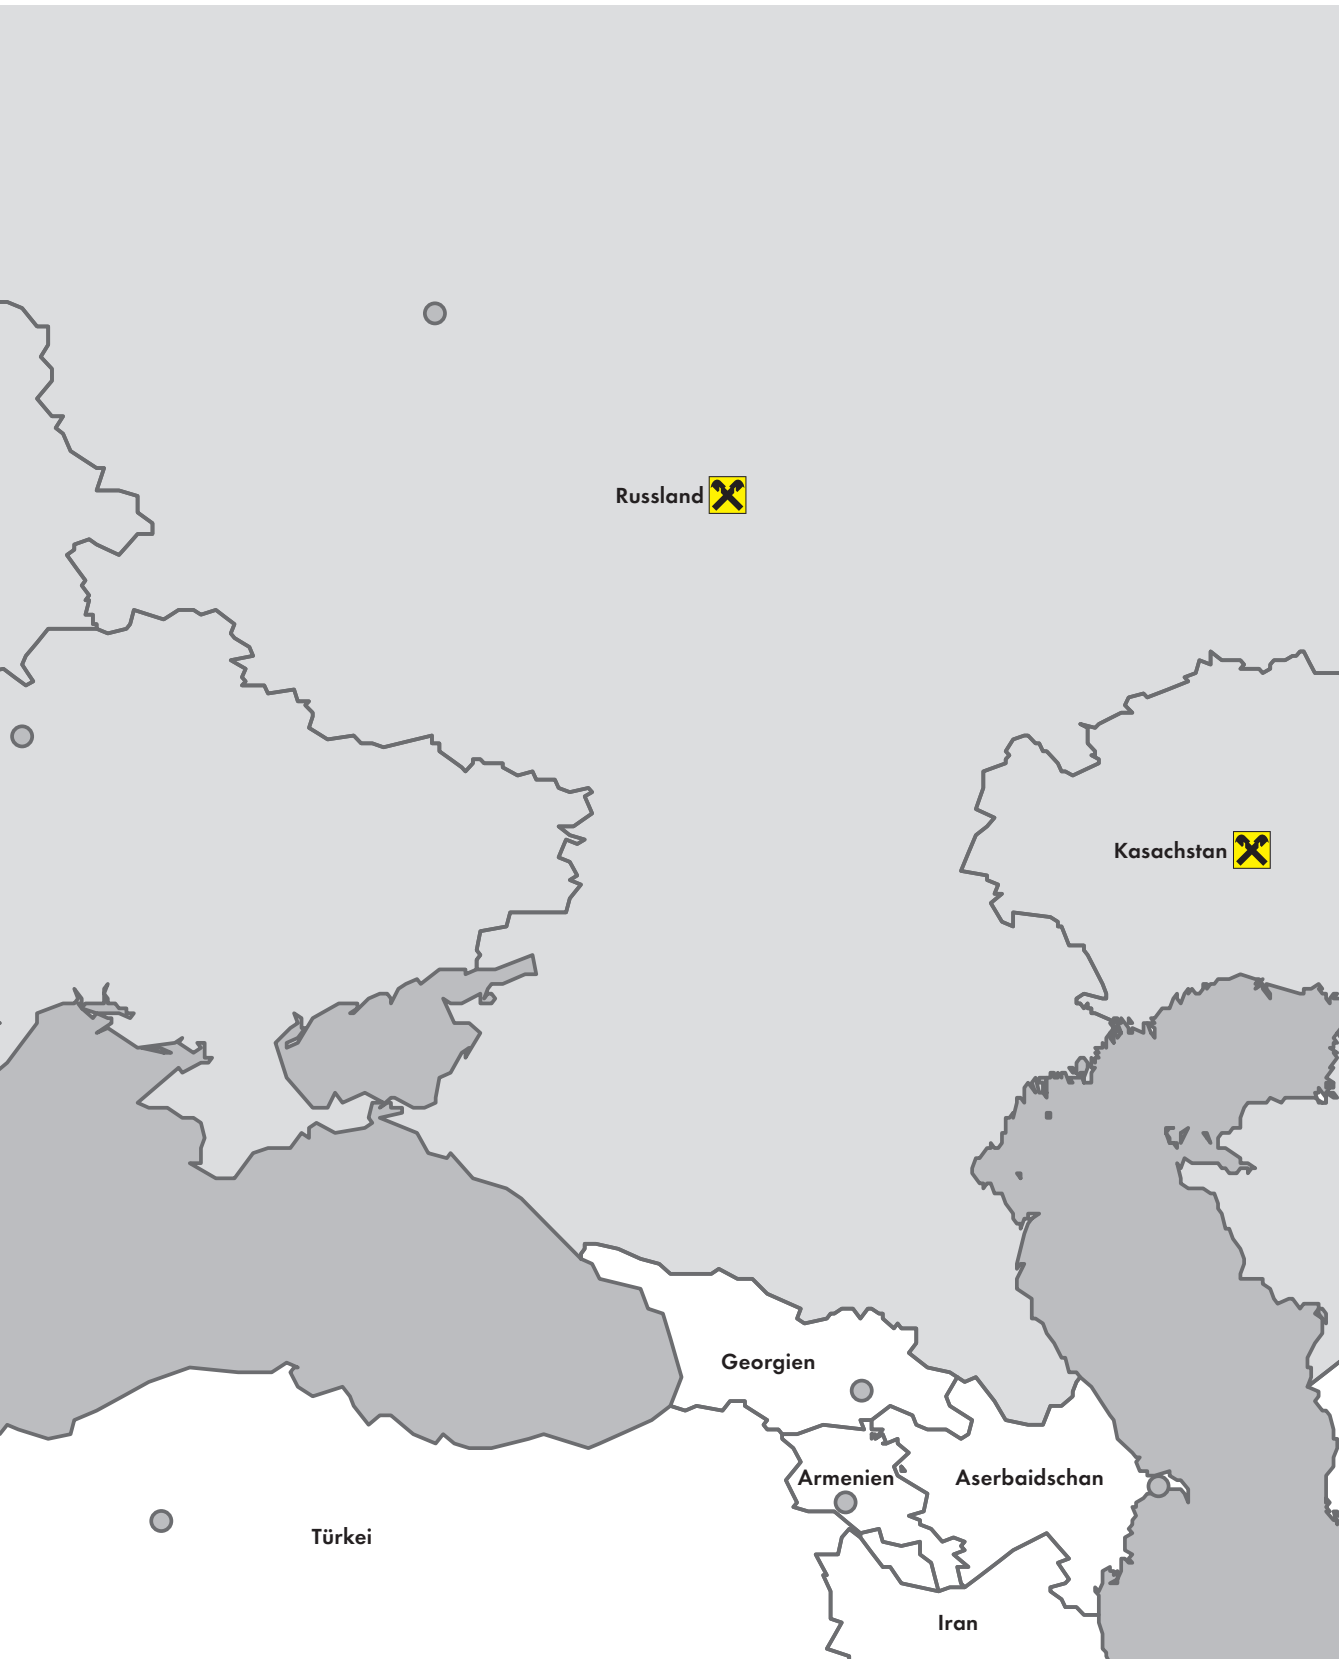 Russland
Kasachstan
Georgien
Armenien
Aserbaidschan
Türkei
Iran